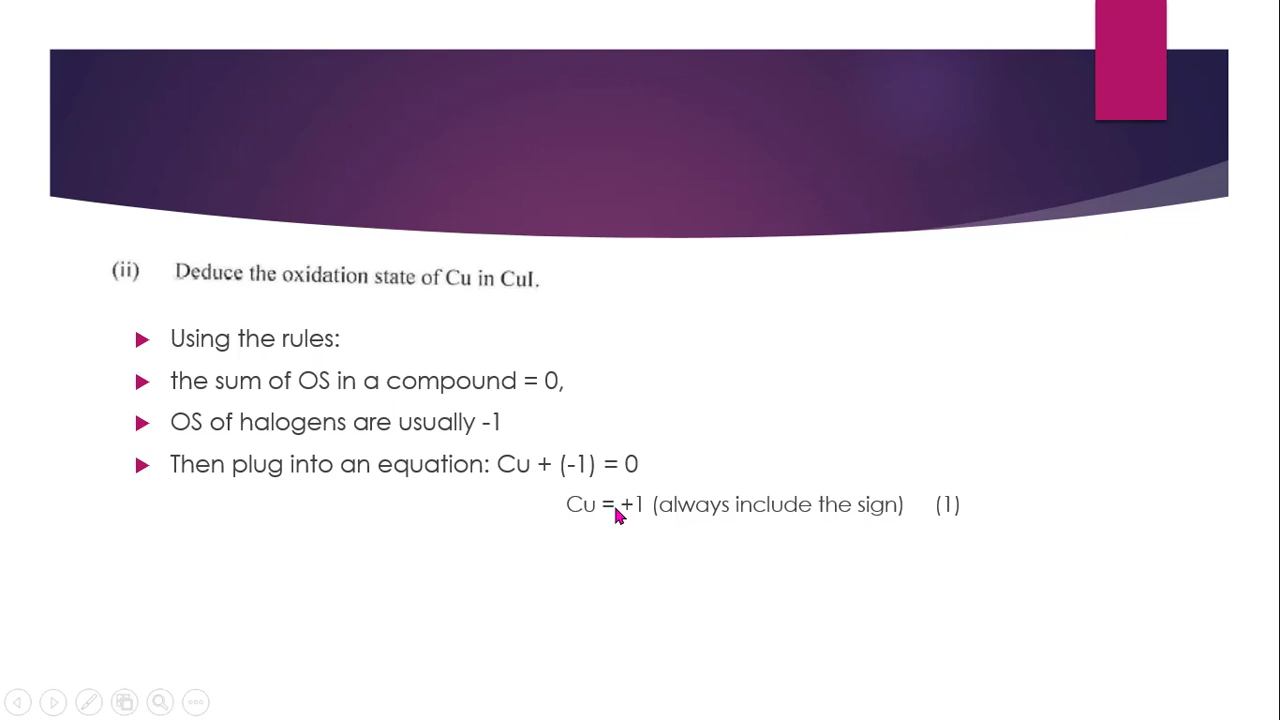 (ii) Deduce the oxidation state of Cu in CuI.
Using the rules:
the sum of OS in a compound = 0,
OS of halogens are usually -1
Then plug into an equation: Cu + (-1) = 0
Cu = +1 (always include the sign) (1)